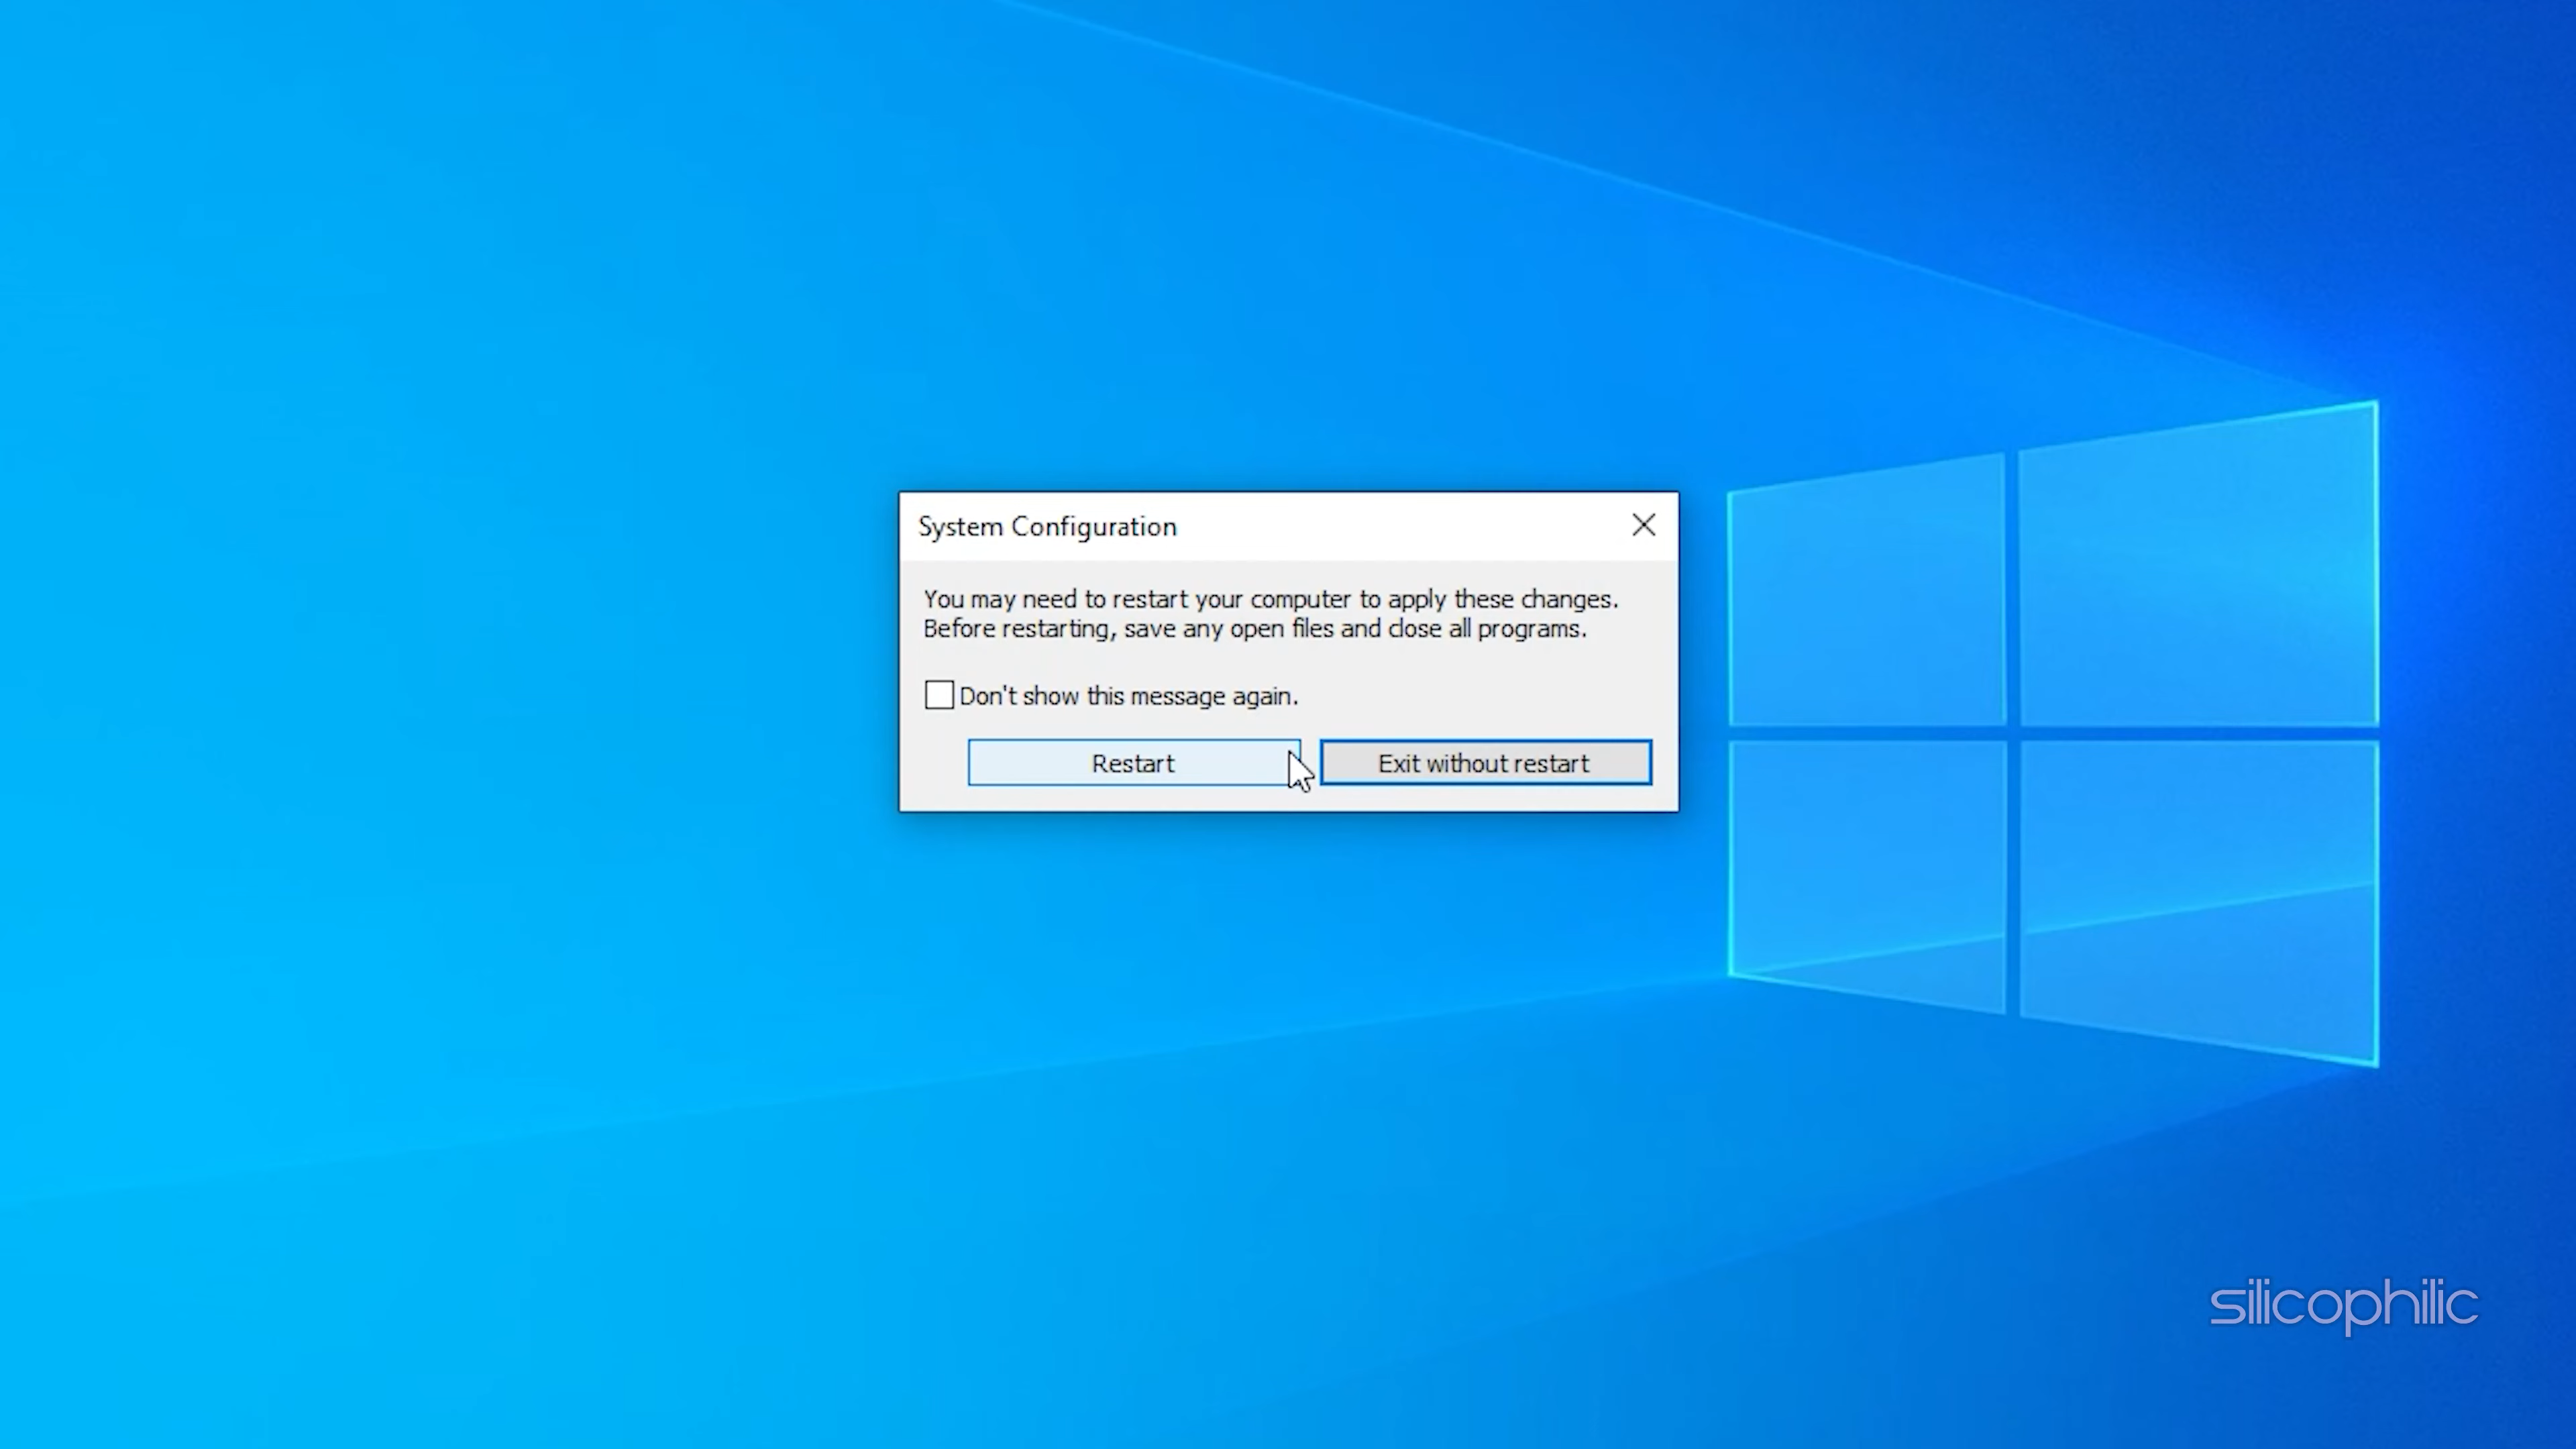 System Configuration
You may need to restart your computer to apply these changes.
Before restarting, save any open files and close all programs.
Don't show this message again.
Restart
Exit without restart
silicophilic